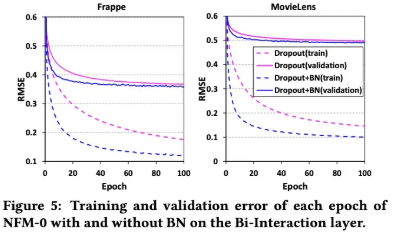 Frappe
MovieLens
0.6
0.5
0.4
0.3
0.2
0.1
RMSE
0 20 40 60 80 100
Epoch
0.6
0.5
0.4
0.3
0.2
0.1
0
RMSE
Dropout(train)
Dropout(validation)
Dropout+BN(train)
Dropout+BN(validation)
0 20 40 60 80 100
Epoch
Figure 5: Training and validation error of each epoch of
NFM-0 with and without BN on the Bi-Interaction layer.